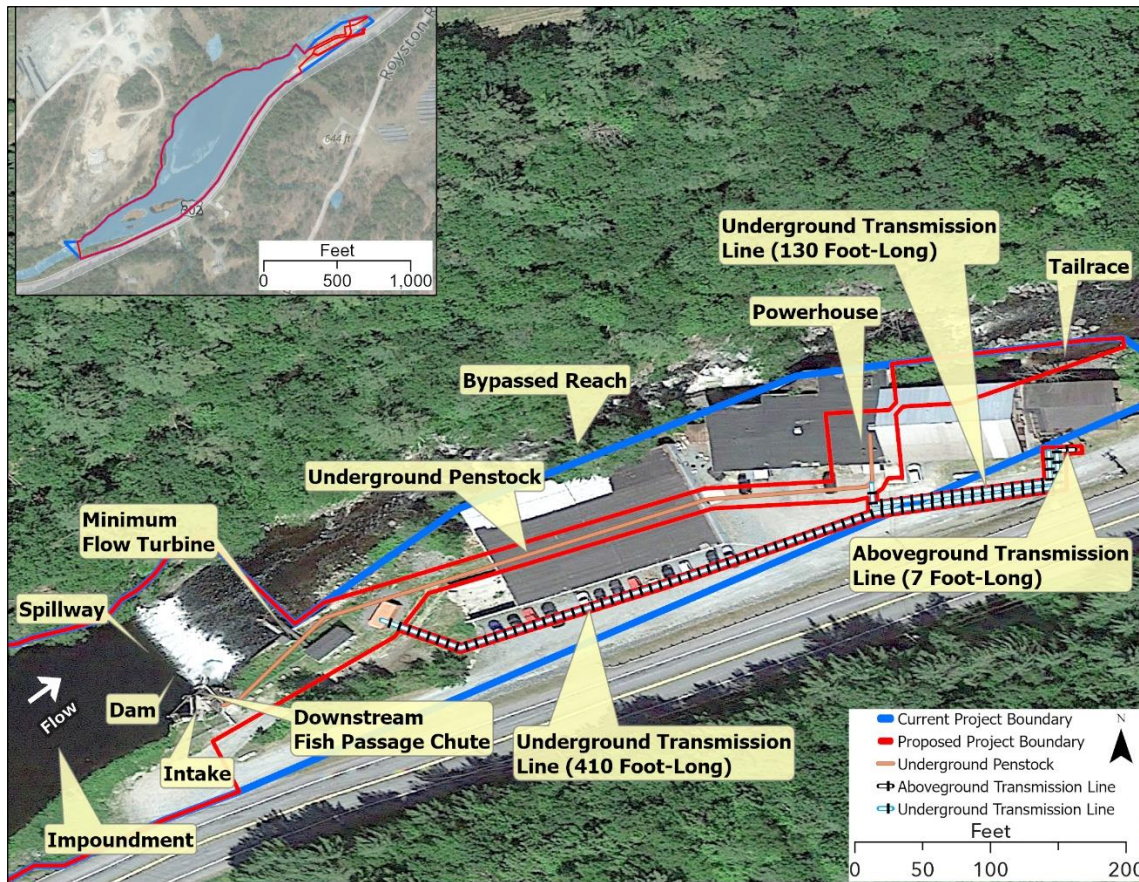 Royston R
844 ft
202
Feet
0 500 1,000
Underground Transmission
Line (130 Foot-Long)
Tailrace
Powerhouse
Bypassed Reach
Underground Penstock
Minimum
Flow Turbine
Spillway
Aboveground Transmission
Line (7 Foot-Long)
Flow
Dam
Downstream
Fish Passage Chute
Intake
Underground Transmission
Line (410 Foot-Long)
Impoundment
Current Project Boundary
N
Proposed Project Boundary
Underground Penstock
Aboveground Transmission Line
Underground Transmission Line
Feet
0 50 100 200